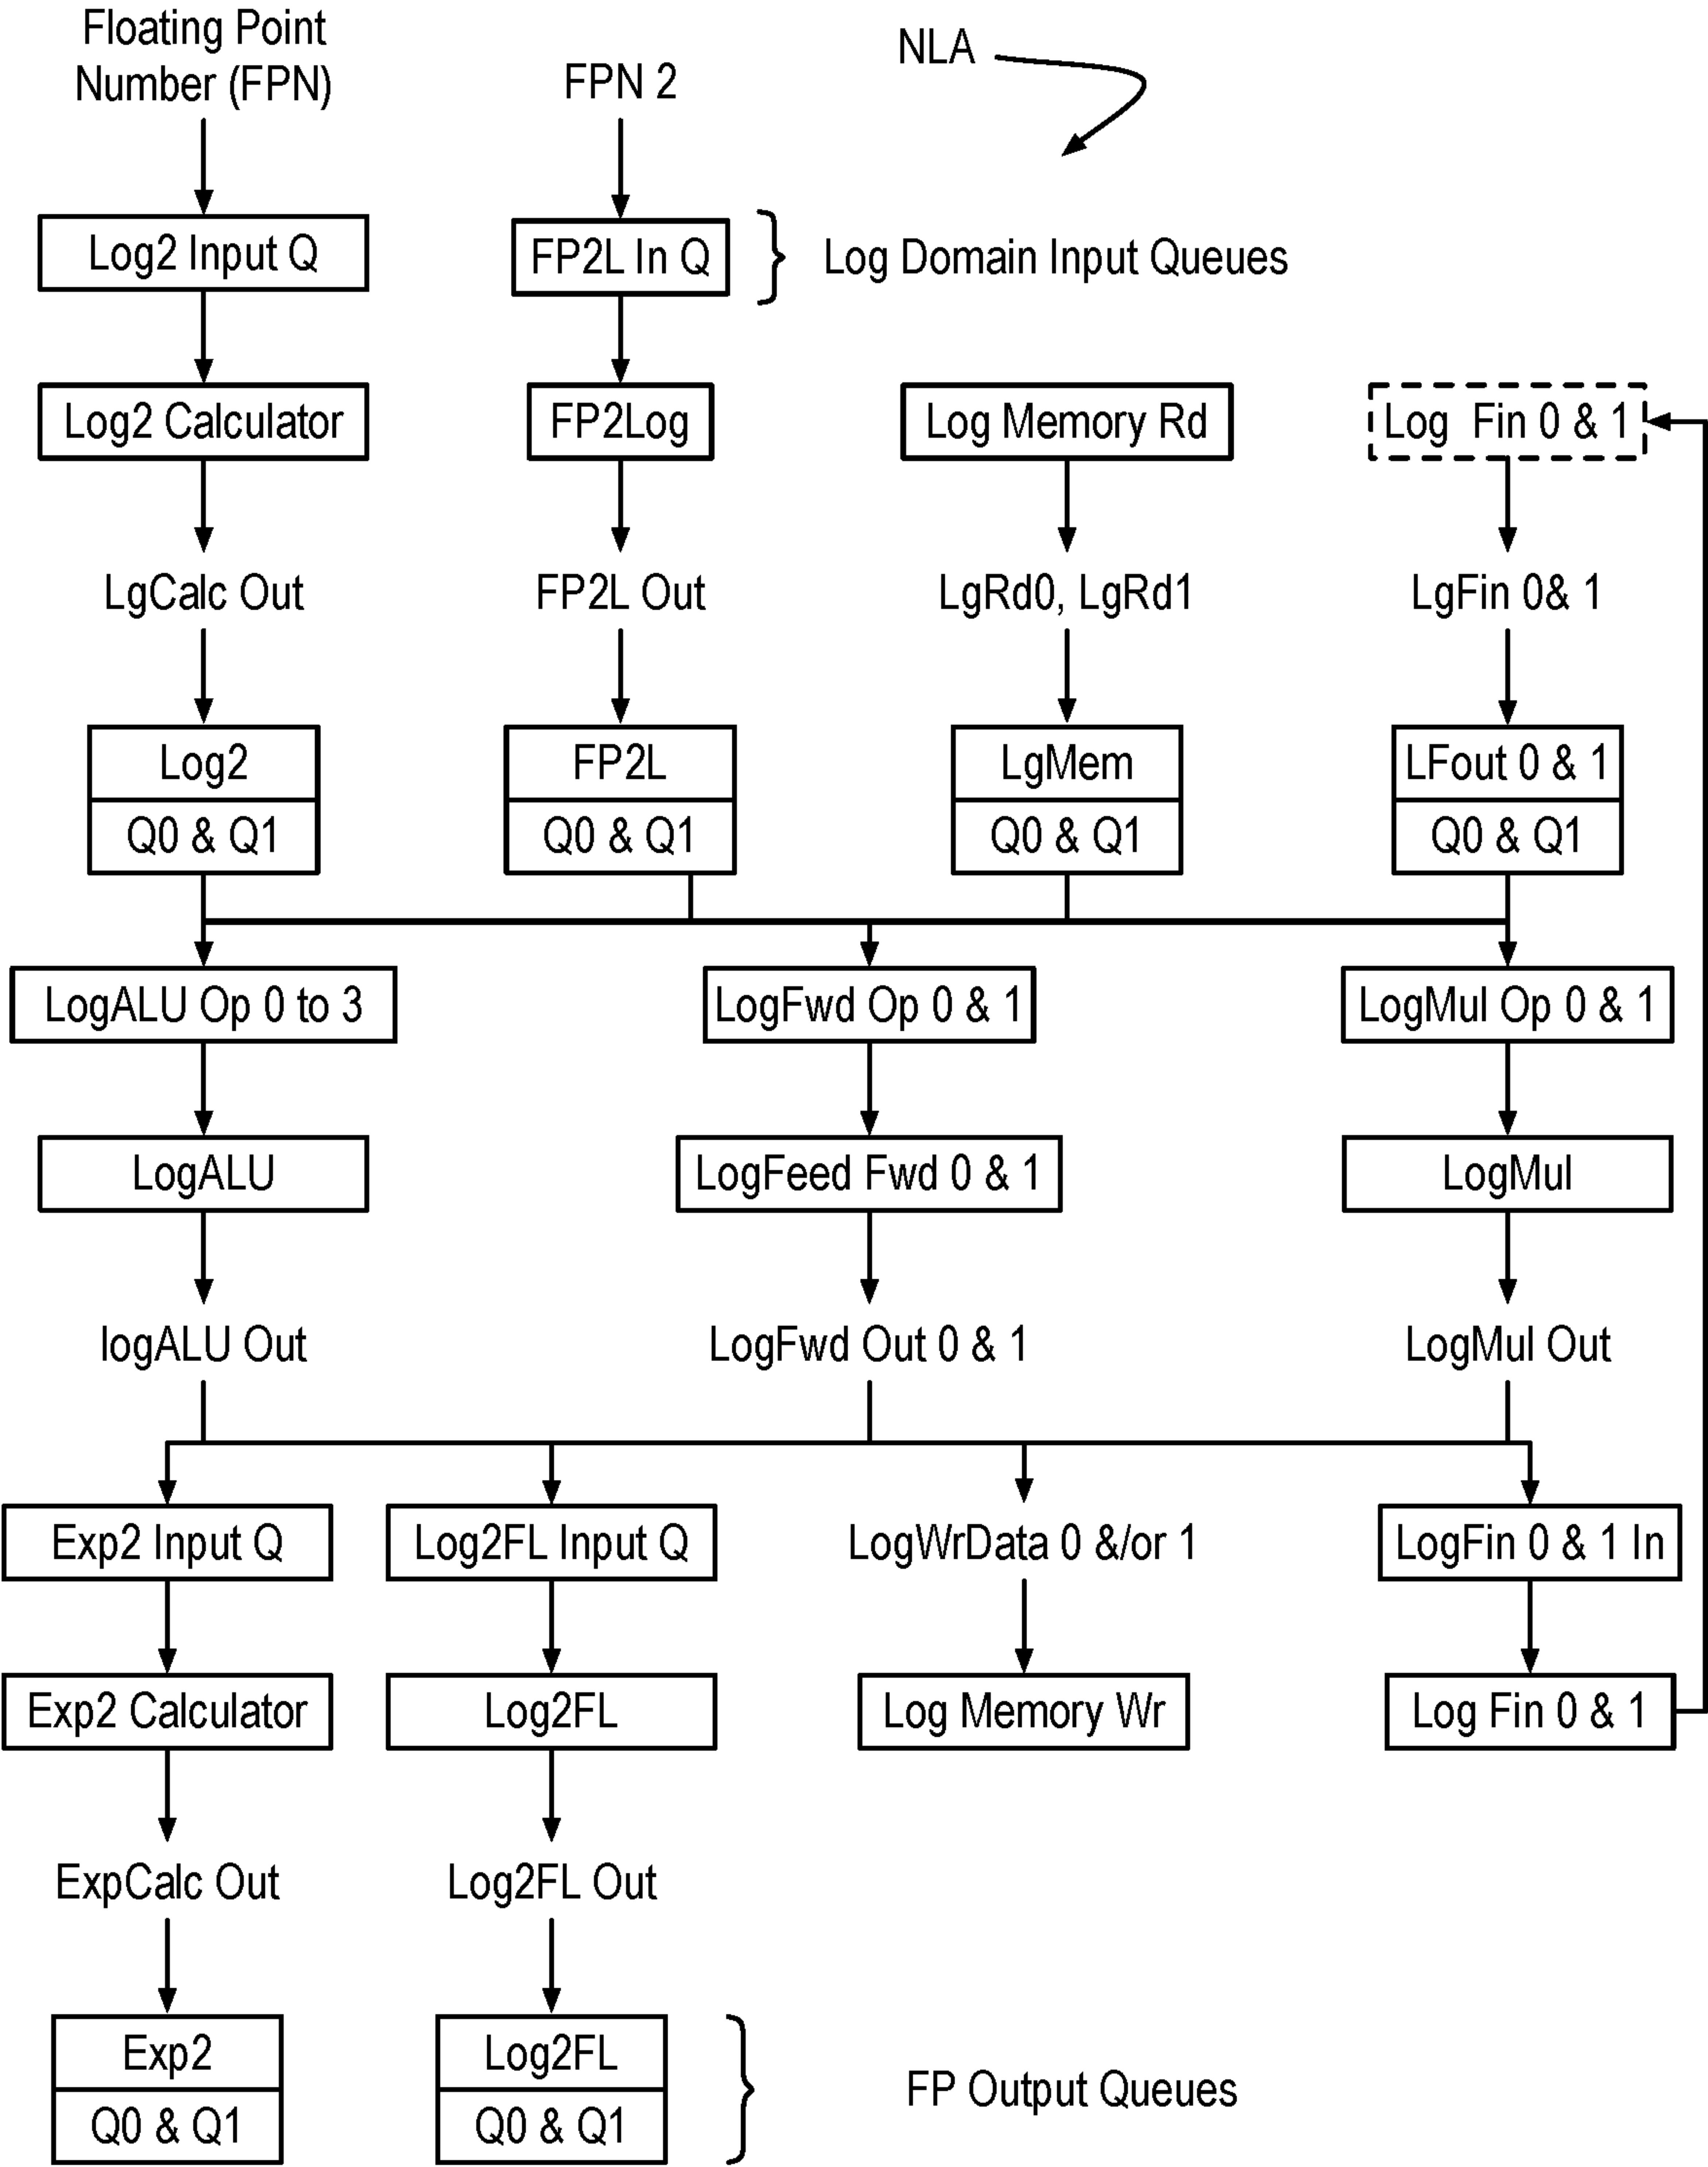 Floating Point
Number (FPN)
FPN 2
NLA
Log2 Input Q
FP2L In Q
Log Domain Input Queues
Log2 Calculator
FP2Log
Log Memory Rd
Log Fin 0 & 1
LgCalc Out
FP2L Out
LgRd0, LgRd1
LgFin 0& 1
Log2
FP2L
LgMem
LFout 0 & 1
Q0 & Q1
Q0 & Q1
Q0 & Q1
Q0 & Q1
LogALU Op 0 to 3
LogFwd Op 0 & 1
LogMul Op 0 & 1
LogALU
LogFeed Fwd 0 & 1
LogMul
logALU Out
LogFwd Out 0 & 1
LogMul Out
Exp2 Input Q
Log2FL Input Q
LogWrData 0 &/or 1
LogFin 0 & 1 In
Exp2 Calculator
Log2FL
Log Memory Wr
Log Fin 0 & 1
ExpCalc Out
Log2FL Out
Exp2
Log2FL
Q0 & Q1
Q0 & Q1
FP Output Queues